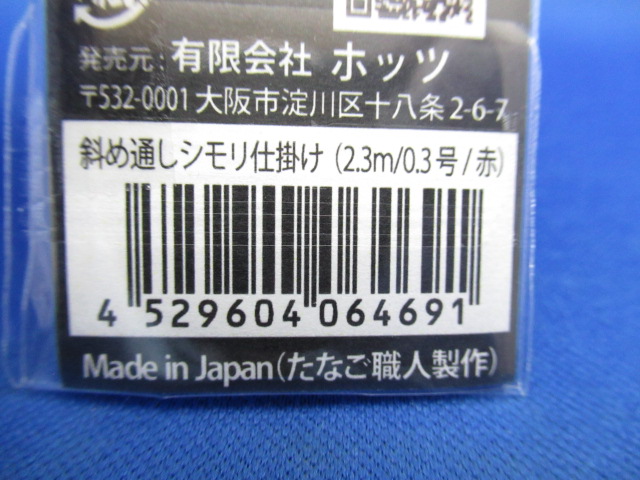 発売元:有限会社 ホッツ
〒532-0001 大阪市淀川区十八条 2-6-7
斜め通しシモリ仕掛け (2.3m/0.3号/赤)
4 529604 064691
Made in Japan(たなご職人製作)